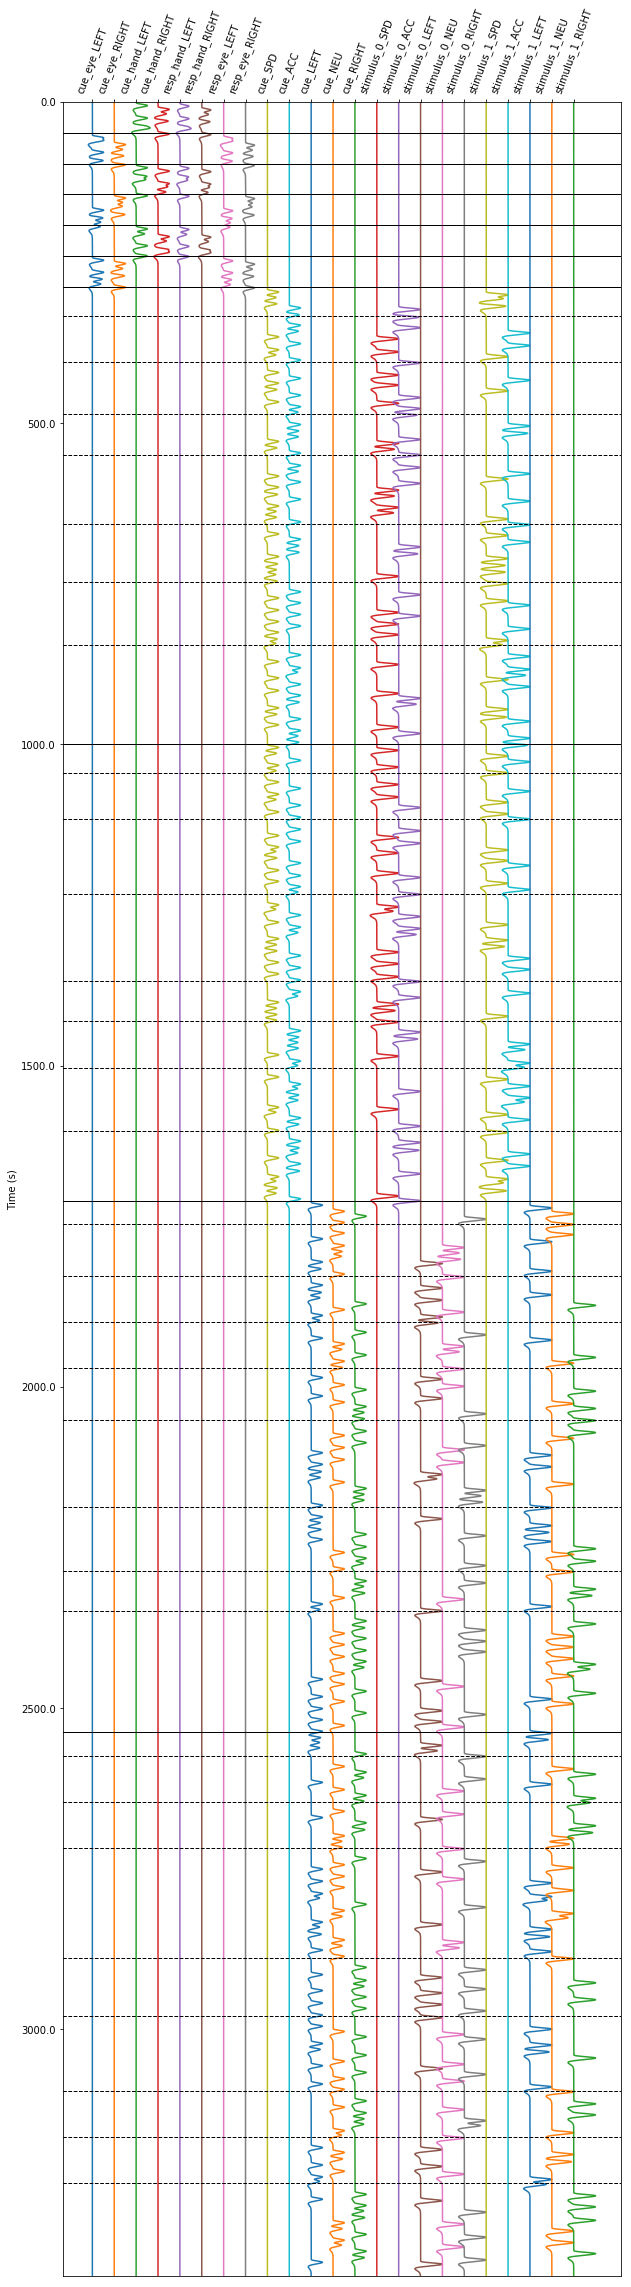 cue_eye_LEFT
cue_eye_RIGHT
cue_hand_LEFT
cue_hand_RIGHT
resp_hand_LEFT
resp_hand_RIGHT
resp_eye_LEFT
resp_eye_RIGHT
cue_SPD
cue_ACC
cue_LEFT
cue_NEU
cue_RIGHT
stimulus_0_SPD
stimulus_0_ACC
stimulus_0_LEFT
stimulus_0_NEU
stimulus_0_RIGHT
stimulus_1_SPD
stimulus_1_ACC
stimulus_1_LEFT
stimulus_1_NEU
stimulus_1_RIGHT
0.0
500.0
1000.0
1500.0
Time (s)
2000.0
2500.0
3000.0